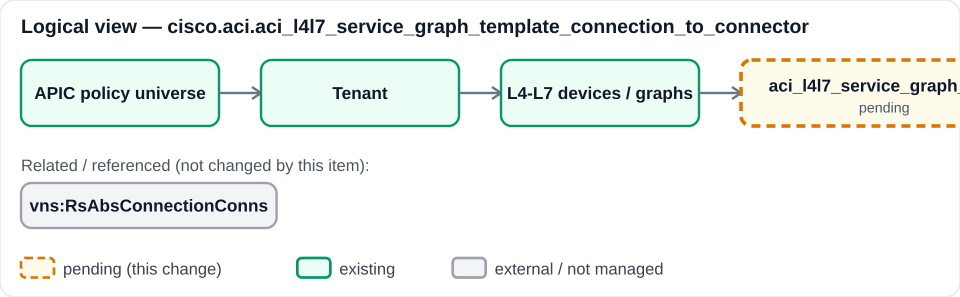 Logical view — cisco.aci.aci_l4l7_service_graph_template_connection_to_connector
APIC policy universe
Tenant
L4-L7 devices / graphs
aci_l4l7_service_graph_
pending
Related / referenced (not changed by this item):
vns:RsAbsConnectionConns
pending (this change)
existing
external / not managed